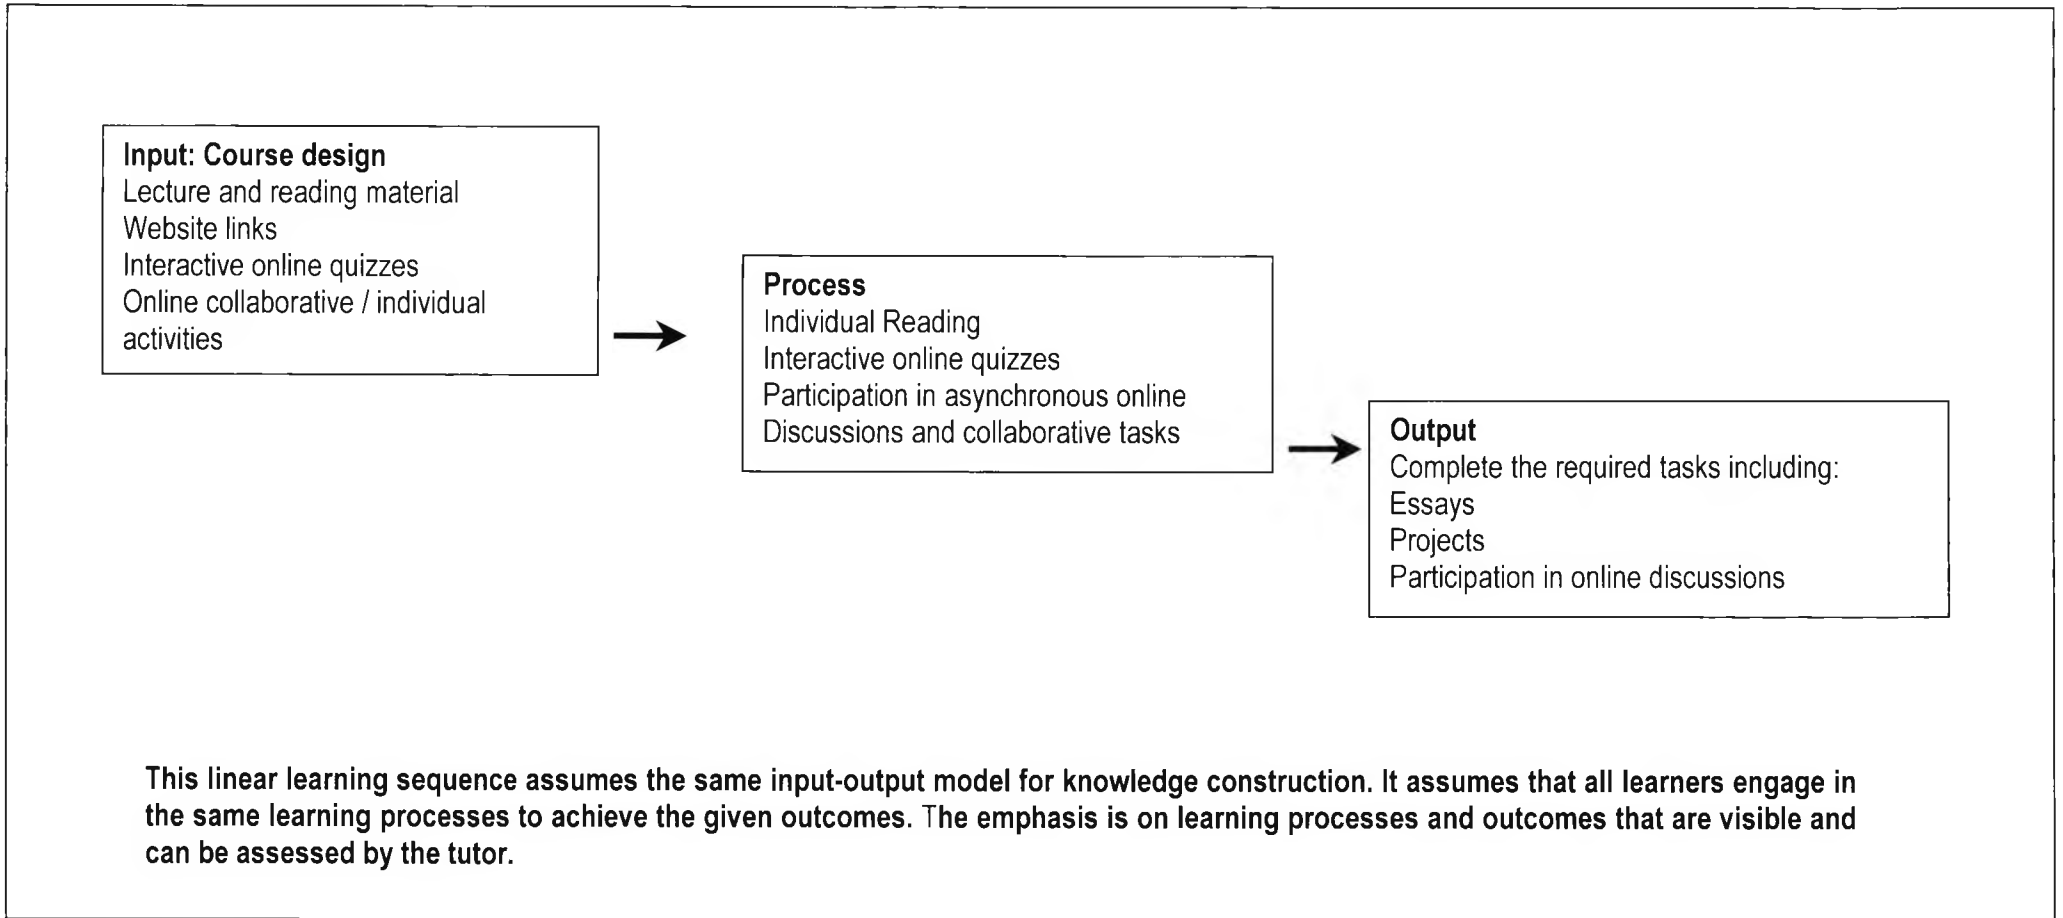 Input: Course design
Lecture and reading material
Website links
Interactive online quizzes
Online collaborative / individual
activities
Process
Individual Reading
Interactive online quizzes
Participation in asynchronous online
Discussions and collaborative tasks
Output
Complete the required tasks including:
Essays
Projects
Participation in online discussions
This linear learning sequence assumes the same input-output model for knowledge construction. It assumes that all learners engage in
the same learning processes to achieve the given outcomes. The emphasis is on learning processes and outcomes that are visible and
can be assessed by the tutor.